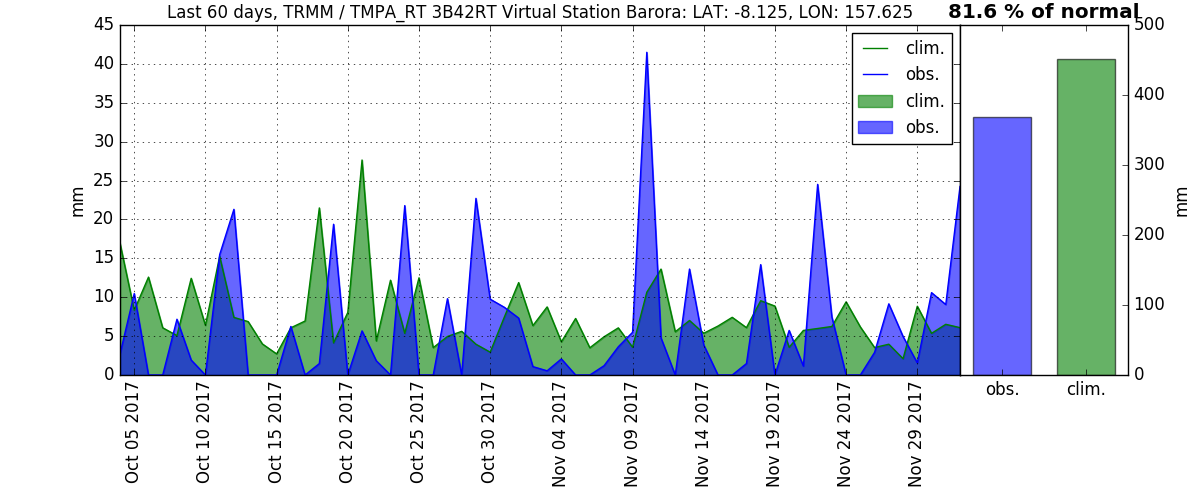 Last 60 days, TRMM / TMPA_RT 3B42RT Virtual Station Barora: LAT: -8.125, LON: 157.625
81.6 % of normal
45
40
35
30
25
20
15
10
5
0
mm
clim.
obs.
clim.
obs.
500
400
300
200
100
0
mm
obs.
clim.
Oct 05 2017
Oct 10 2017
Oct 15 2017
Oct 20 2017
Oct 25 2017
Oct 30 2017
Nov 04 2017
Nov 09 2017
Nov 14 2017
Nov 19 2017
Nov 24 2017
Nov 29 2017